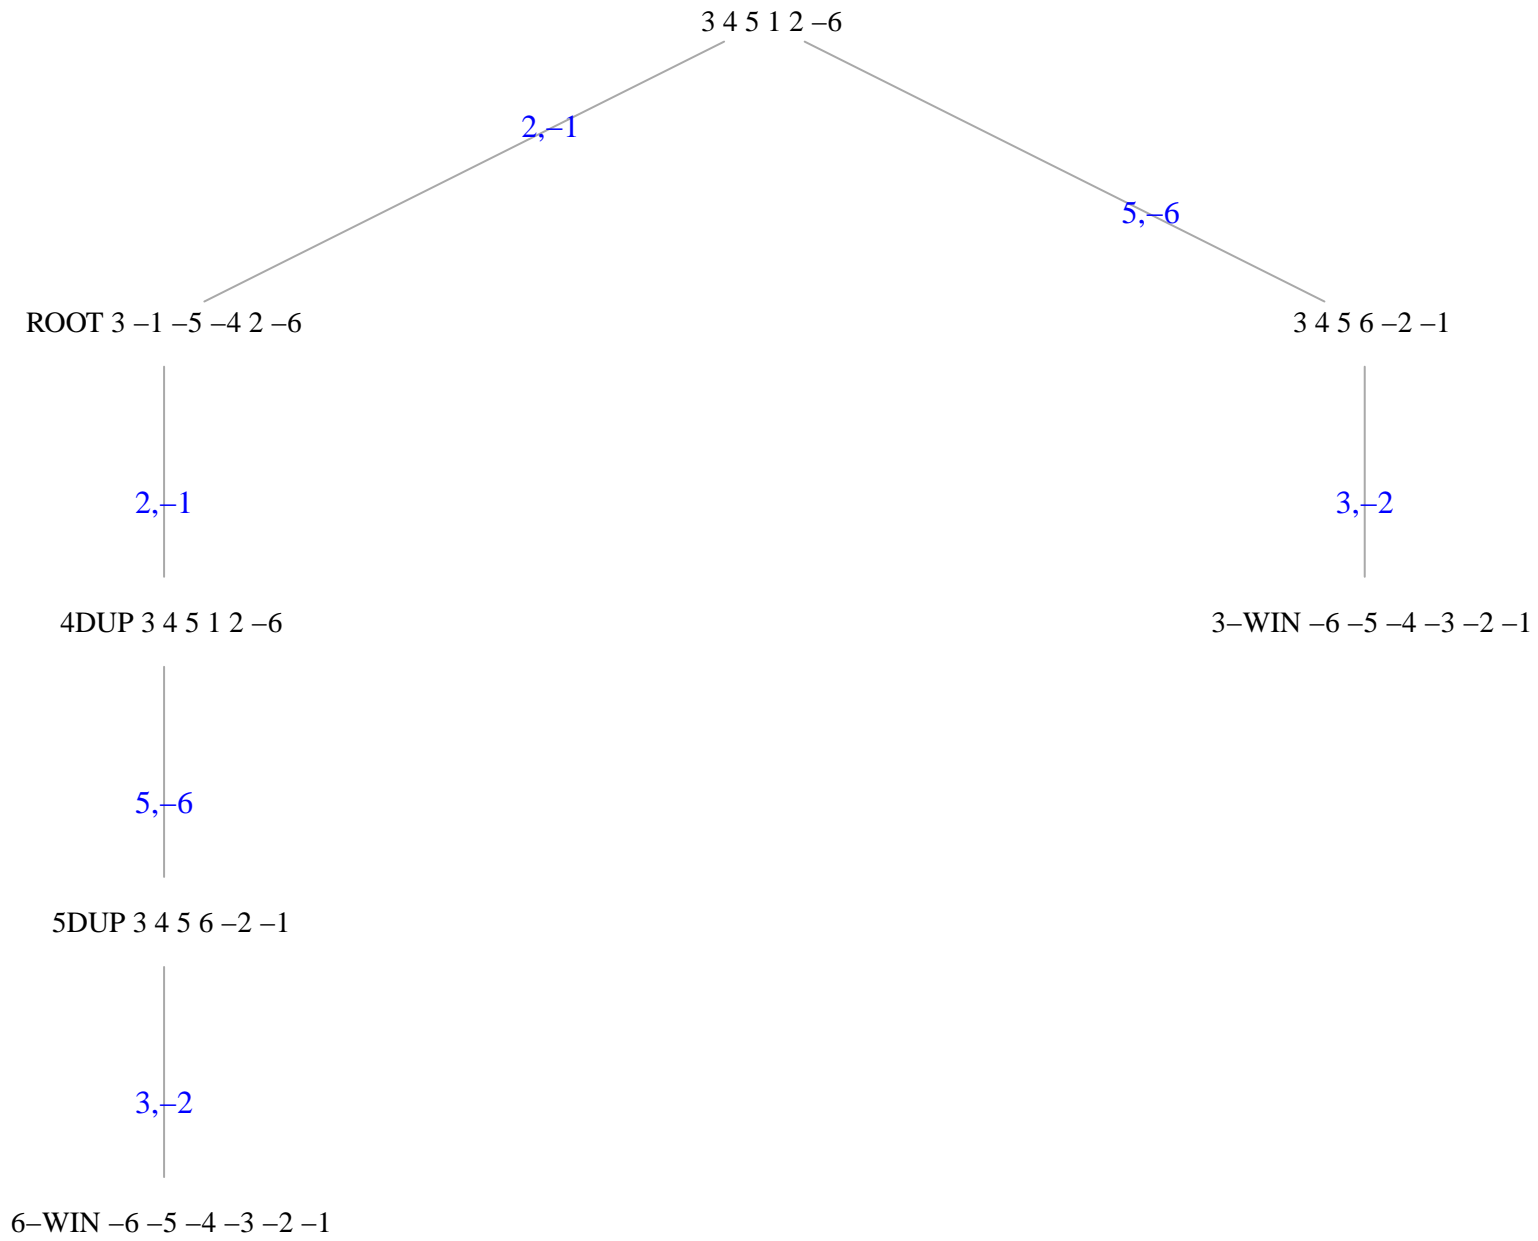 3 4 5 1 2 –6
2,–1
5,–6
ROOT 3 –1 –5 –4 2 –6
3 4 5 6 –2 –1
2,–1
3,–2
4DUP 3 4 5 1 2 –6
3–WIN –6 –5 –4 –3 –2 –1
5,–6
5DUP 3 4 5 6 –2 –1
3,–2
6–WIN –6 –5 –4 –3 –2 –1